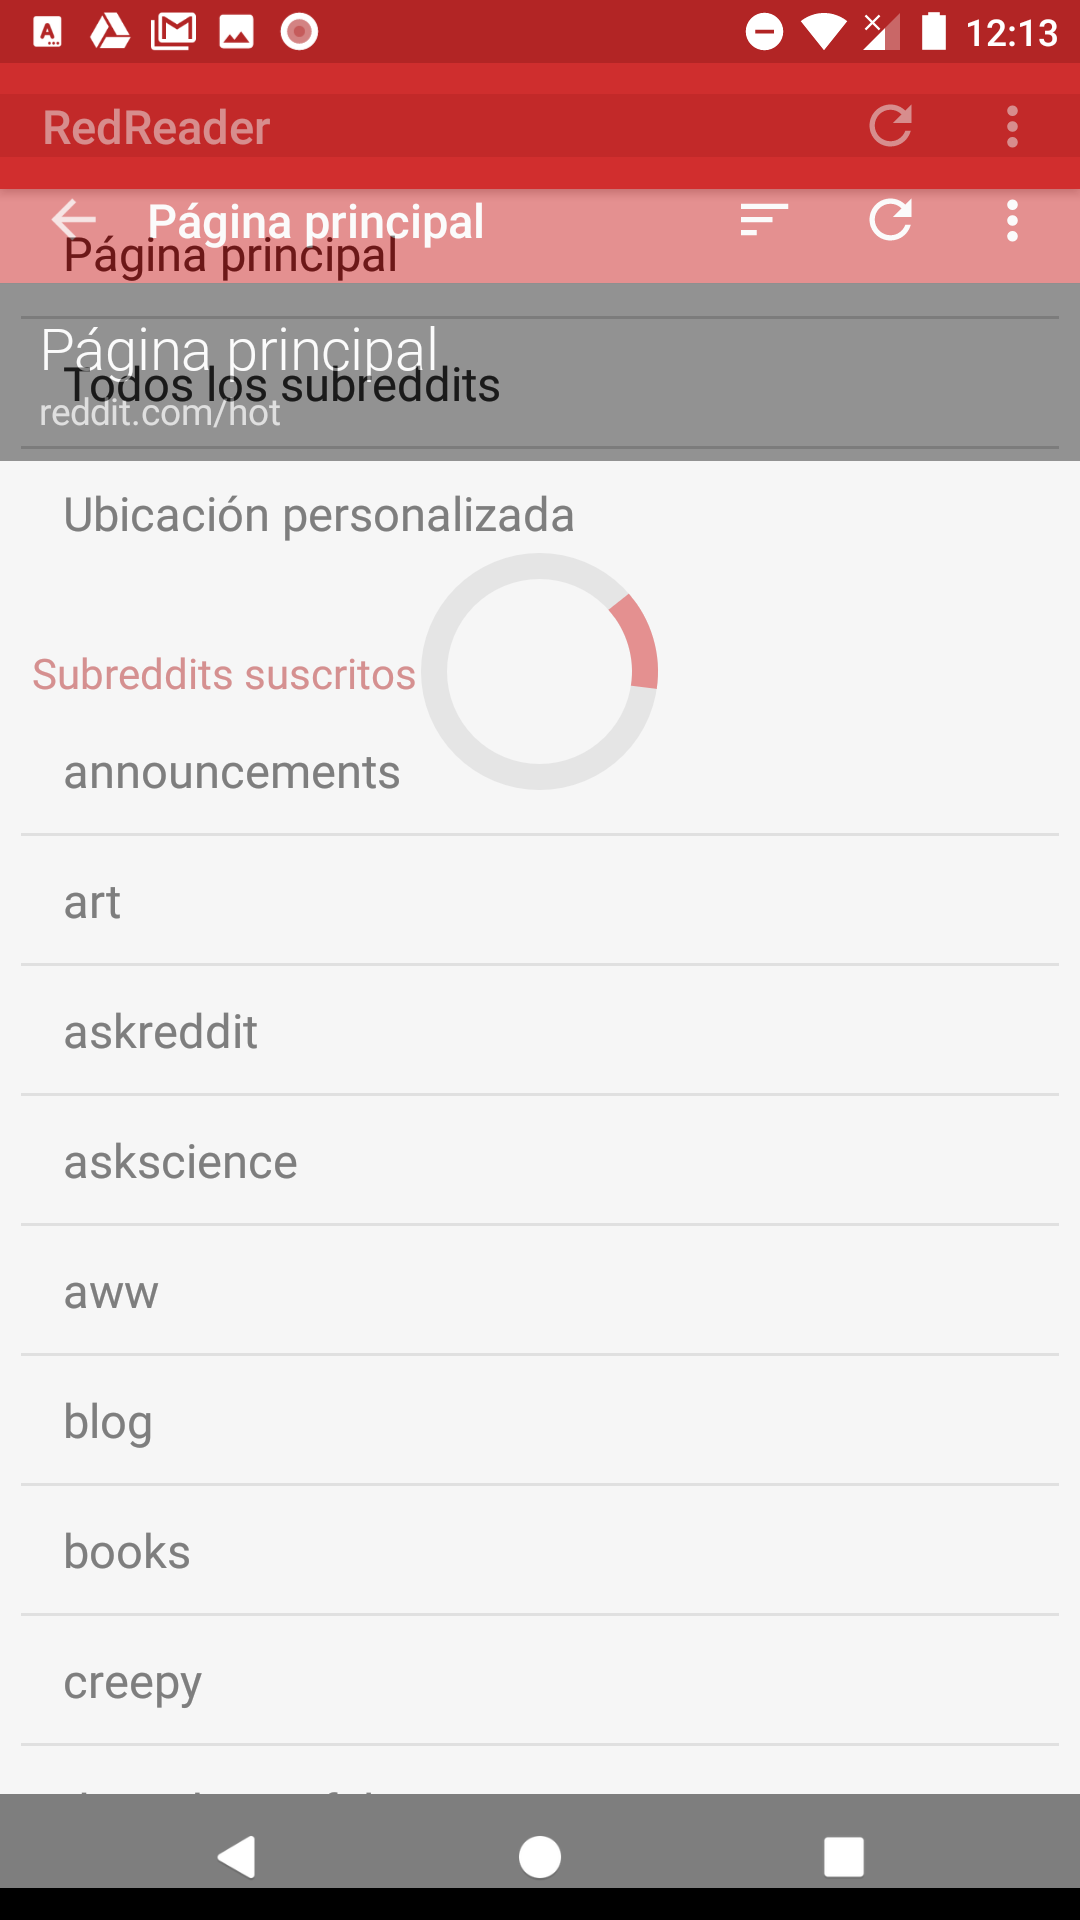 12:13
RedReader
Página principal
Página principal
Página principal
Todos los subreddits
reddit.com/hot
Ubicación personalizada
Subreddits suscritos
announcements
art
askreddit
askscience
aww
blog
books
creepy